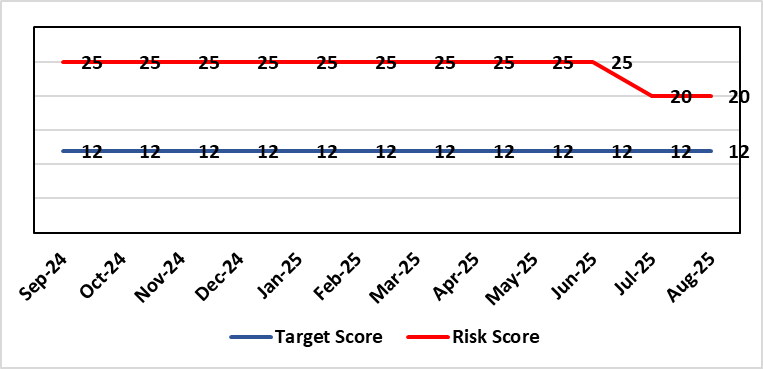 25 25 25 25 25 25 25 25 25 25
20 20
12 12 12 12 12 12 12 12 12 12 12 12
Sep-24 Oct-24 Nov-24 Dec-24 Jan-25 Feb-25 Mar-25 Apr-25 May-25 Jun-25 Jul-25 Aug-25
Target Score Risk Score